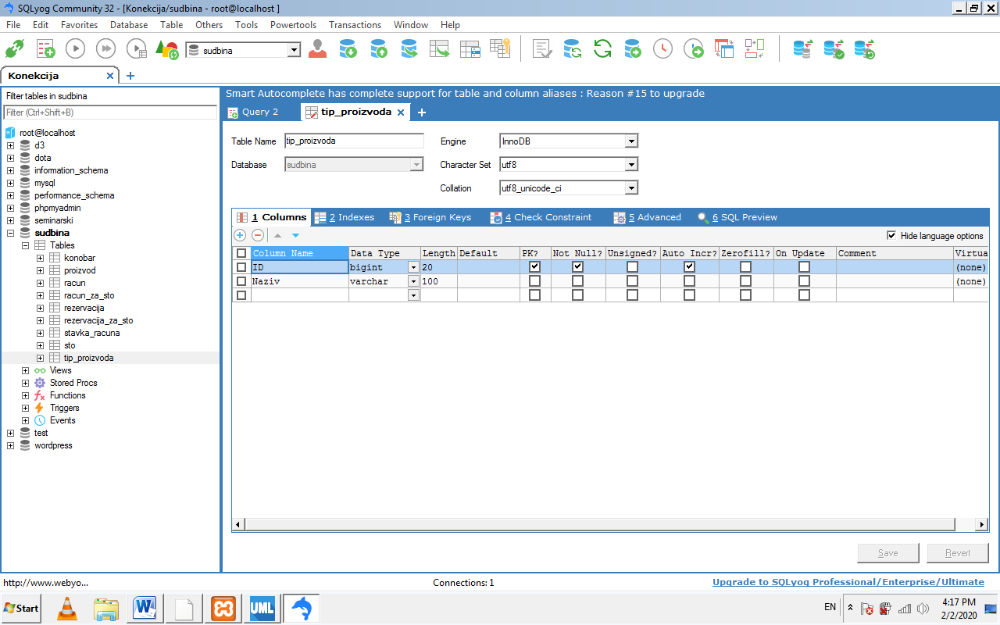 SQLyog Community 32 - [Konekcija/sudbina - root@localhost ]
File Edit Favorites Database Table Others Tools Powertools Transactions Window Help
sudbina
Konekcija
Filter tables in sudbina
Filter (Ctrl+Shift+B)
root@localhost
d3
dota
information_schema
mysql
performance_schema
phpmyadmin
seminarski
sudbina
Tables
konobar
proizvod
racun
racun_za_sto
rezervacija
rezervacija_za_sto
stavka_racuna
sto
tip_proizvoda
Views
Stored Procs
Functions
Triggers
Events
test
wordpress
Smart Autocomplete has complete support for table and column aliases : Reason #15 to upgrade
Query 2 tip_proizvoda
Table Name tip_proizvoda Engine InnoDB
Database sudbina Character Set utf8
Collation utf8_unicode_ci
1 Columns 2 Indexes 3 Foreign Keys 4 Check Constraint 5 Advanced 6 SQL Preview
Hide language options
Column Name Data Type Length Default PK? Not Null? Unsigned? Auto Incr? Zerofill? On Update Comment Virtua
ID bigint 20 (none)
Naziv varchar 100 (none)
Save Revert
http://www.webyo... Connections: 1 Upgrade to SQLyog Professional/Enterprise/Ultimate
Start W UML EN 4:17 PM
2/2/2020